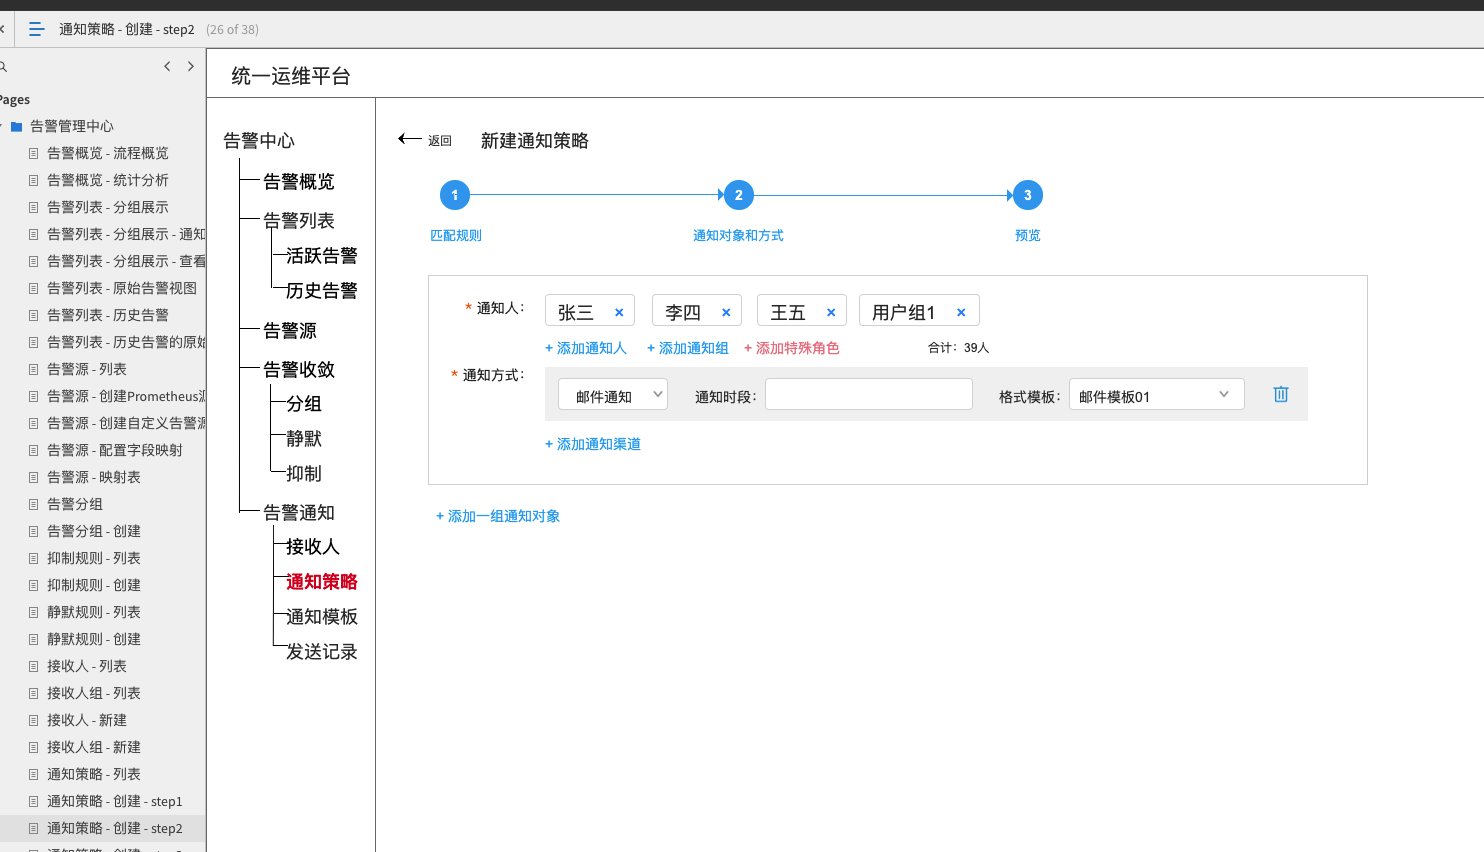 通知策略 - 创建 - step2 (26 of 38)
Pages
告警管理中心
告警概览 - 流程概览
告警概览 - 统计分析
告警列表 - 分组展示
告警列表 - 分组展示 - 通知
告警列表 - 分组展示 - 查看
告警列表 - 原始告警视图
告警列表 - 历史告警
告警列表 - 历史告警的原始
告警源 - 列表
告警源 - 创建Prometheus源
告警源 - 创建自定义告警源
告警源 - 配置字段映射
告警源 - 映射表
告警分组
告警分组 - 创建
抑制规则 - 列表
抑制规则 - 创建
静默规则 - 列表
静默规则 - 创建
接收人 - 列表
接收人组 - 列表
接收人 - 新建
接收人组 - 新建
通知策略 - 列表
通知策略 - 创建 - step1
通知策略 - 创建 - step2
统一运维平台
告警中心
告警概览
告警列表
活跃告警
历史告警
告警源
告警收敛
分组
静默
抑制
告警通知
接收人
通知策略
通知模板
发送记录
返回 新建通知策略
1 2 3
匹配规则 通知对象和方式 预览
* 通知人： 张三 × 李四 × 王五 × 用户组1 ×
+ 添加通知人 + 添加通知组 + 添加特殊角色 合计：39人
* 通知方式： 邮件通知 通知时段： 格式模板： 邮件模板01
+ 添加通知渠道
+ 添加一组通知对象